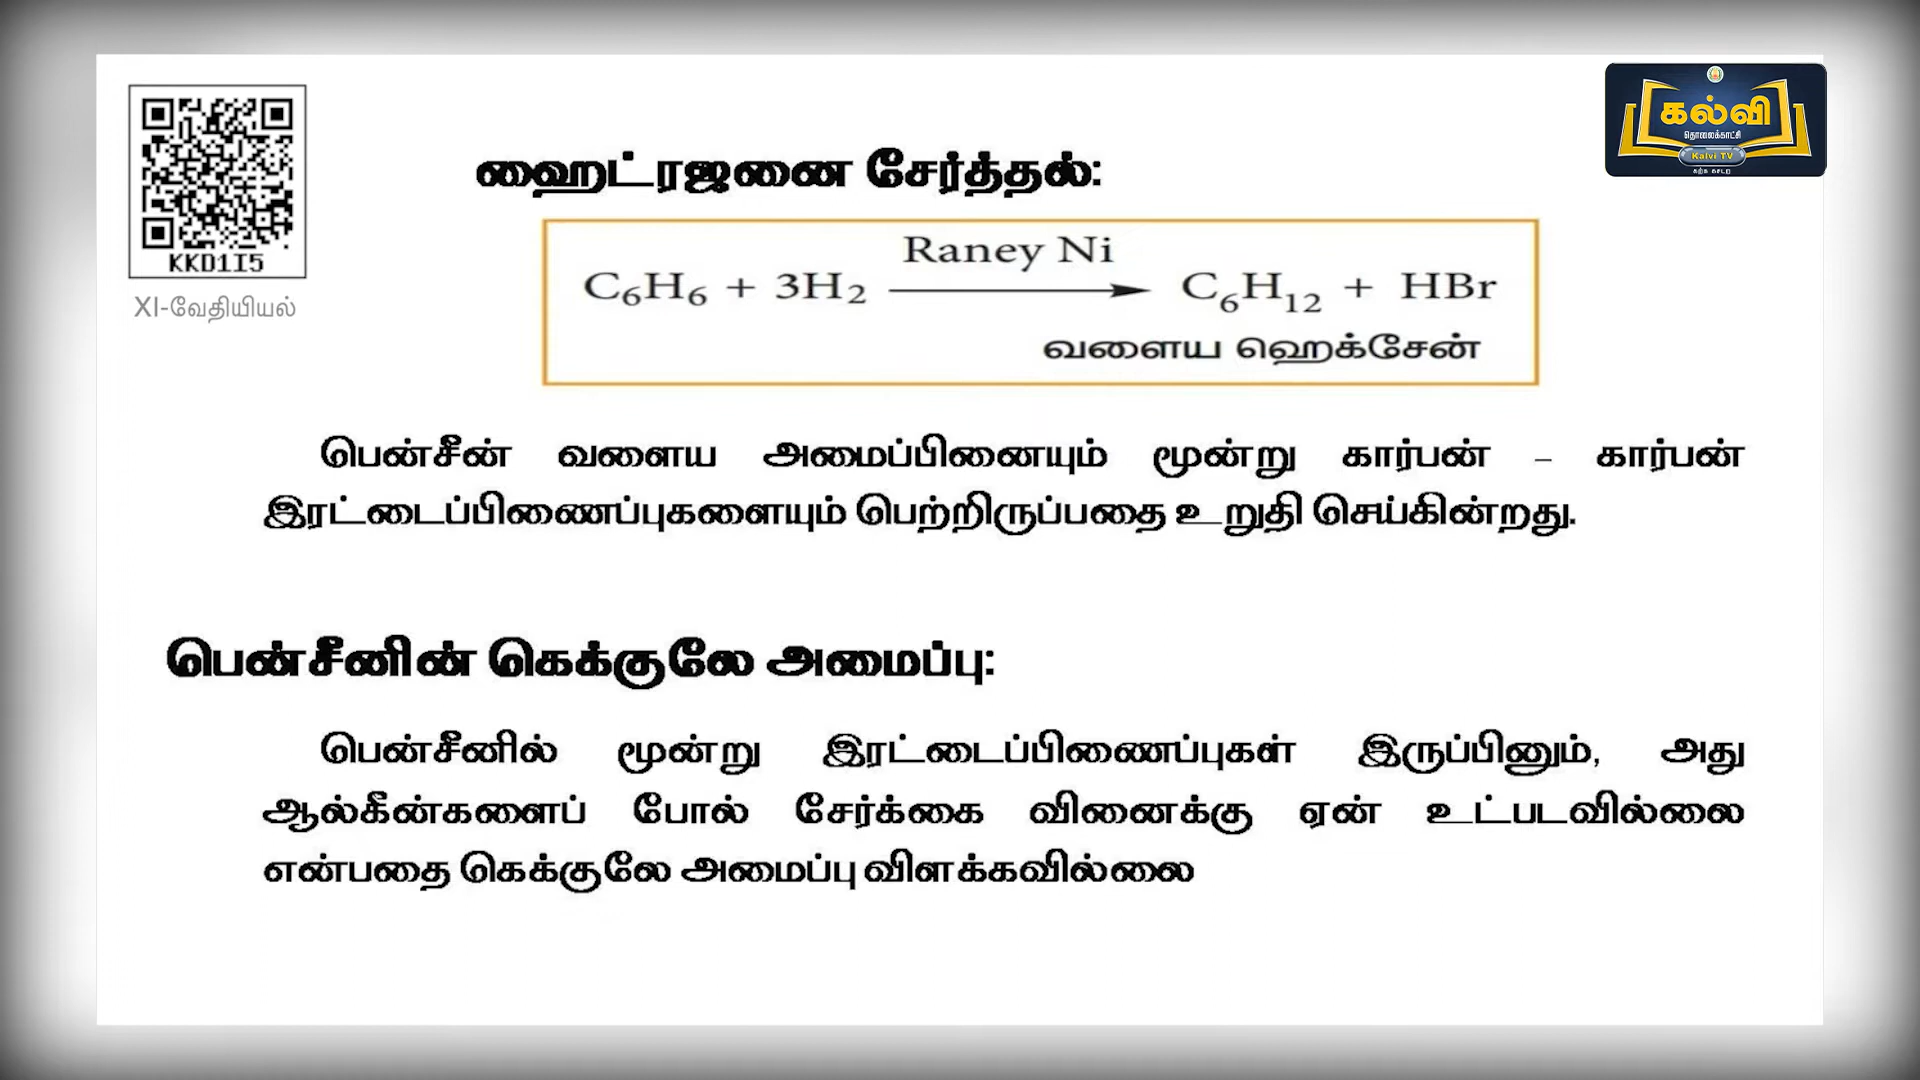 கல்வி
தொலைக்காட்சி
Kalvi TV
கற்க கசடற
KKD1I5
XI-வேதியியல்
ஹைட்ரஜனை சேர்த்தல்:
Raney Ni
C₆H₆ + 3H₂ ⟶ C₆H₁₂ + HBr
வளைய ஹெக்சேன்
பென்சீன் வளைய அமைப்பினையும் மூன்று கார்பன் – கார்பன்
இரட்டைப்பிணைப்புகளையும் பெற்றிருப்பதை உறுதி செய்கின்றது.
பென்சீனின் கெக்குலே அமைப்பு:
பென்சீனில் மூன்று இரட்டைப்பிணைப்புகள் இருப்பினும், அது
ஆல்கீன்களைப் போல் சேர்க்கை வினைக்கு ஏன் உட்படவில்லை
என்பதை கெக்குலே அமைப்பு விளக்கவில்லை